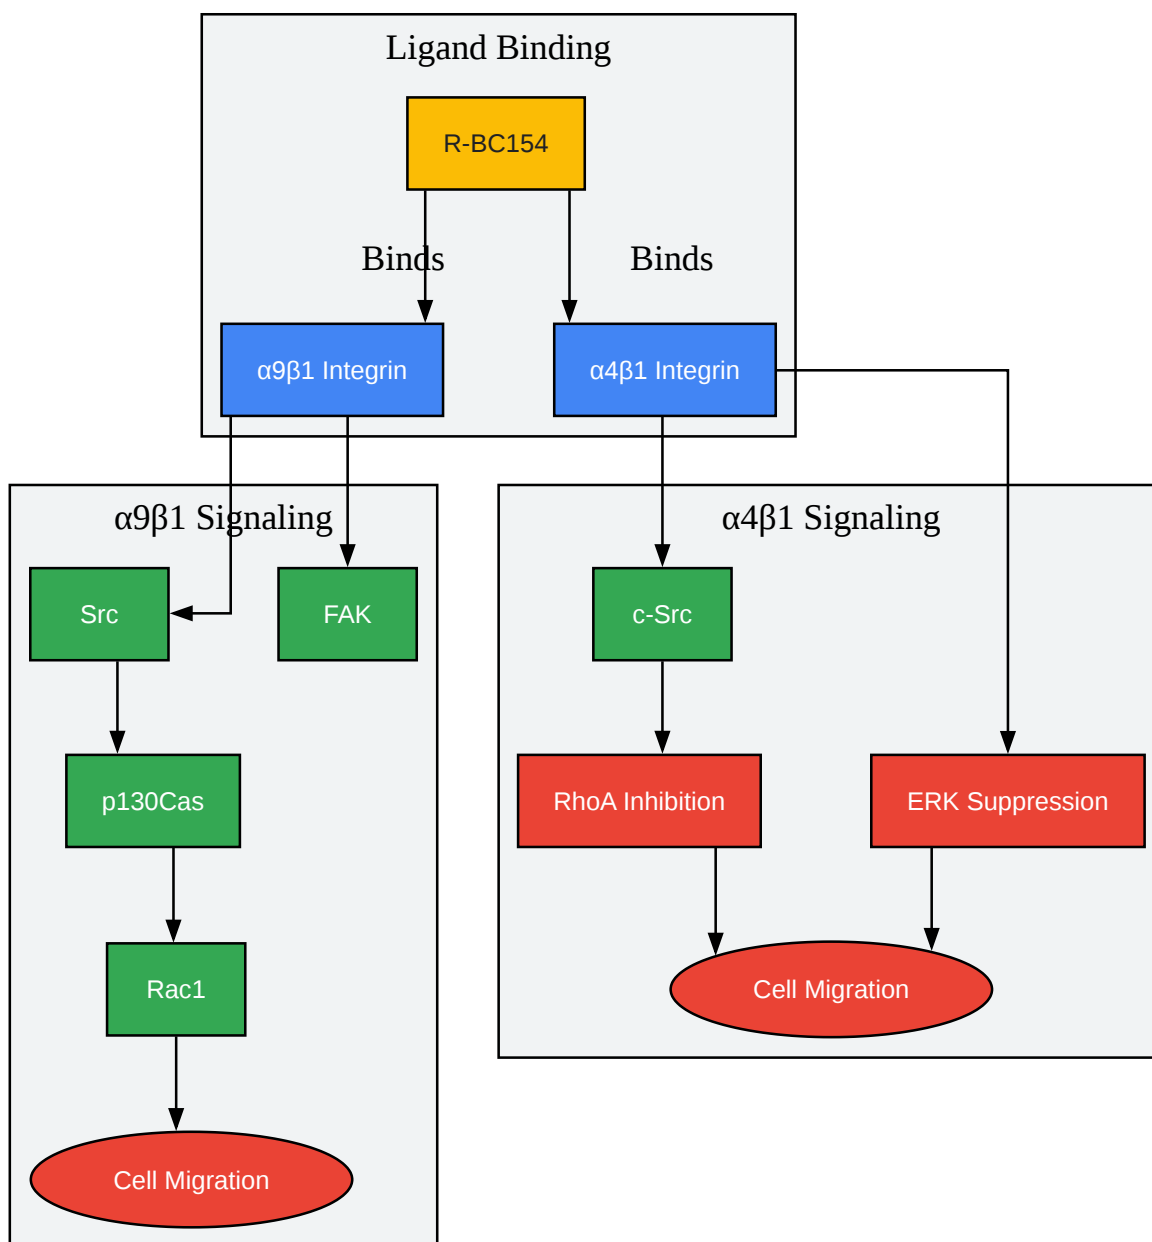 Ligand Binding
R-BC154
Binds
Binds
α9β1 Integrin
α4β1 Integrin
α9β1 Signaling
Src
FAK
p130Cas
Rac1
Cell Migration
α4β1 Signaling
c-Src
RhoA Inhibition
ERK Suppression
Cell Migration